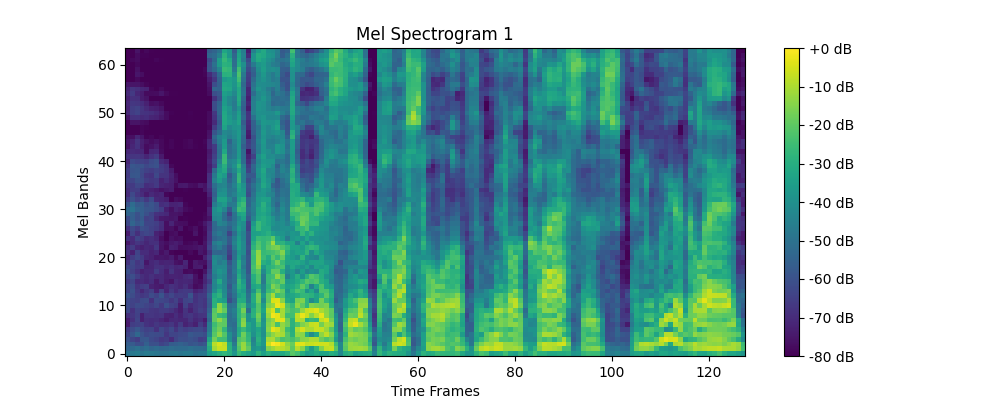 Mel Spectrogram 1
Mel Bands
60
50
40
30
20
10
0
0 20 40 60 80 100 120
Time Frames
+0 dB
-10 dB
-20 dB
-30 dB
-40 dB
-50 dB
-60 dB
-70 dB
-80 dB